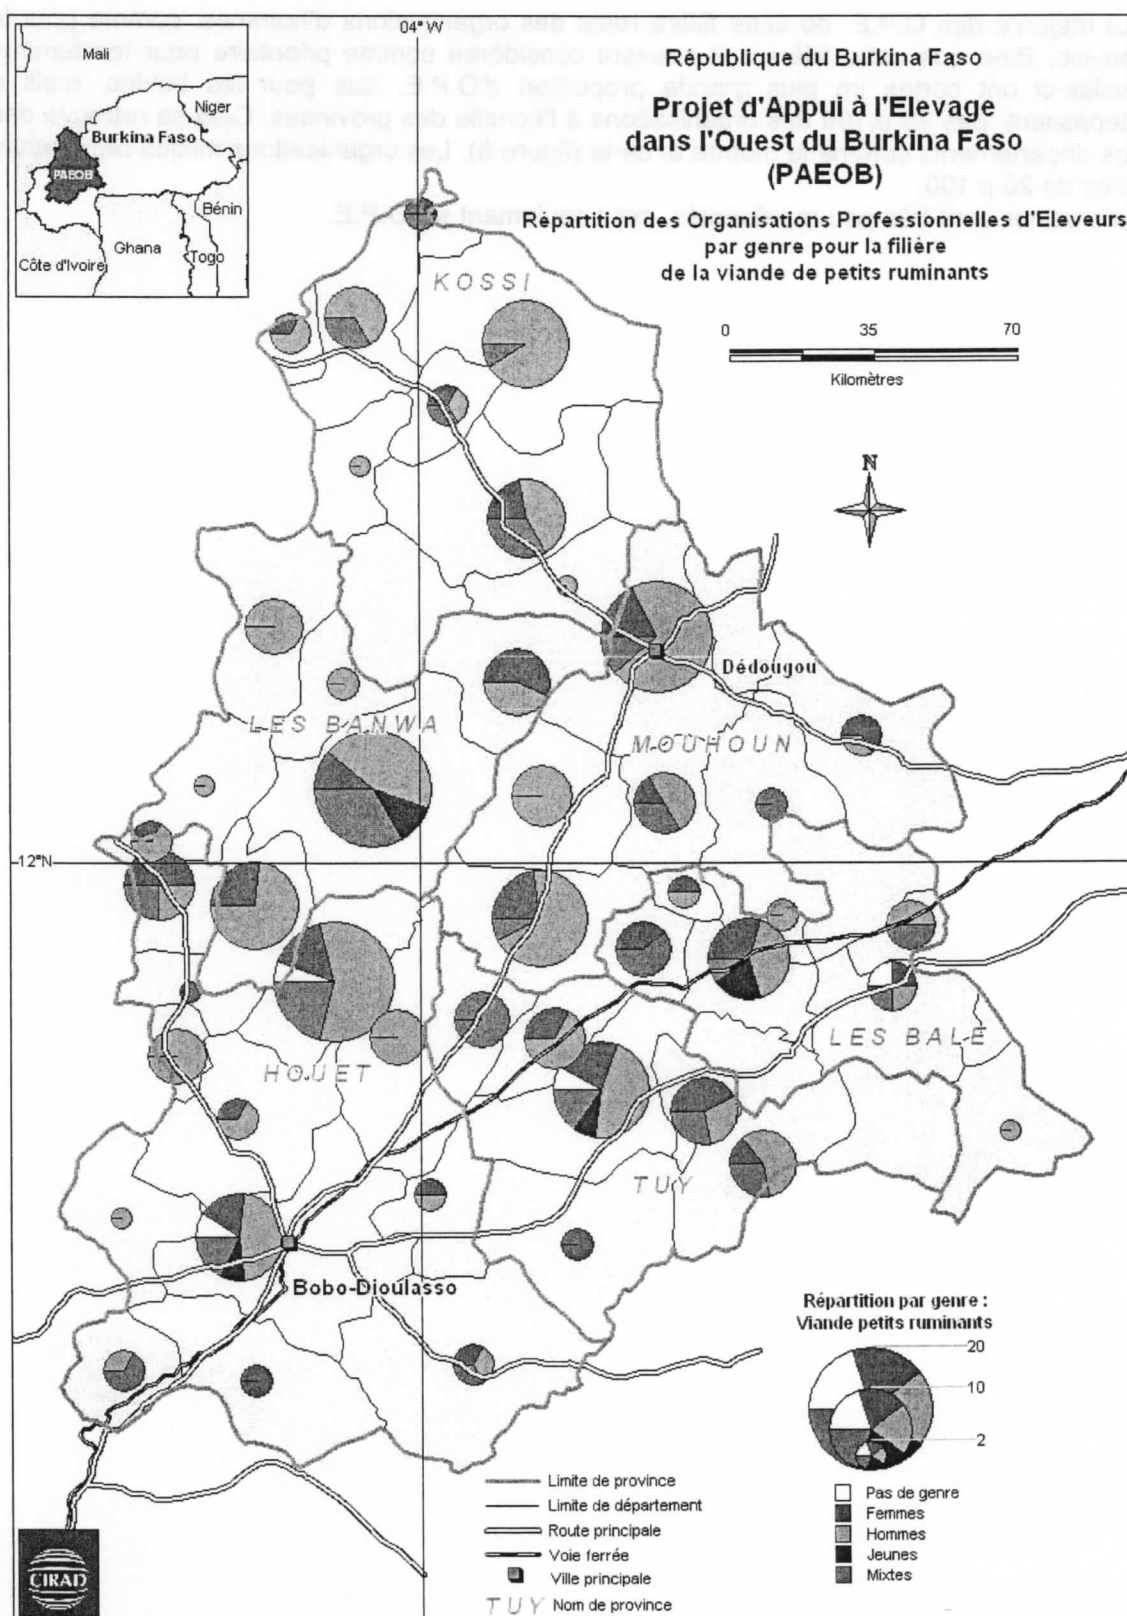 04° W
Mali
Niger
Burkina Faso
PAEOB
Bénin
Ghana
Togo
Côte d'Ivoire
République du Burkina Faso
Projet d'Appui à l'Elevage
dans l'Ouest du Burkina Faso
(PAEOB)
Répartition des Organisations Professionnelles d'Eleveurs
par genre pour la filière
de la viande de petits ruminants
0 35 70
Kilomètres
N
KOSSI
Dédougou
LES BANWA
MOUHOUN
12°N
LES BALE
HOUET
TUY
Bobo-Dioulasso
Répartition par genre :
Viande petits ruminants
20
10
2
Pas de genre
Femmes
Hommes
Jeunes
Mixtes
Limite de province
Limite de département
Route principale
Voie ferrée
Ville principale
TUY Nom de province
CIRAD